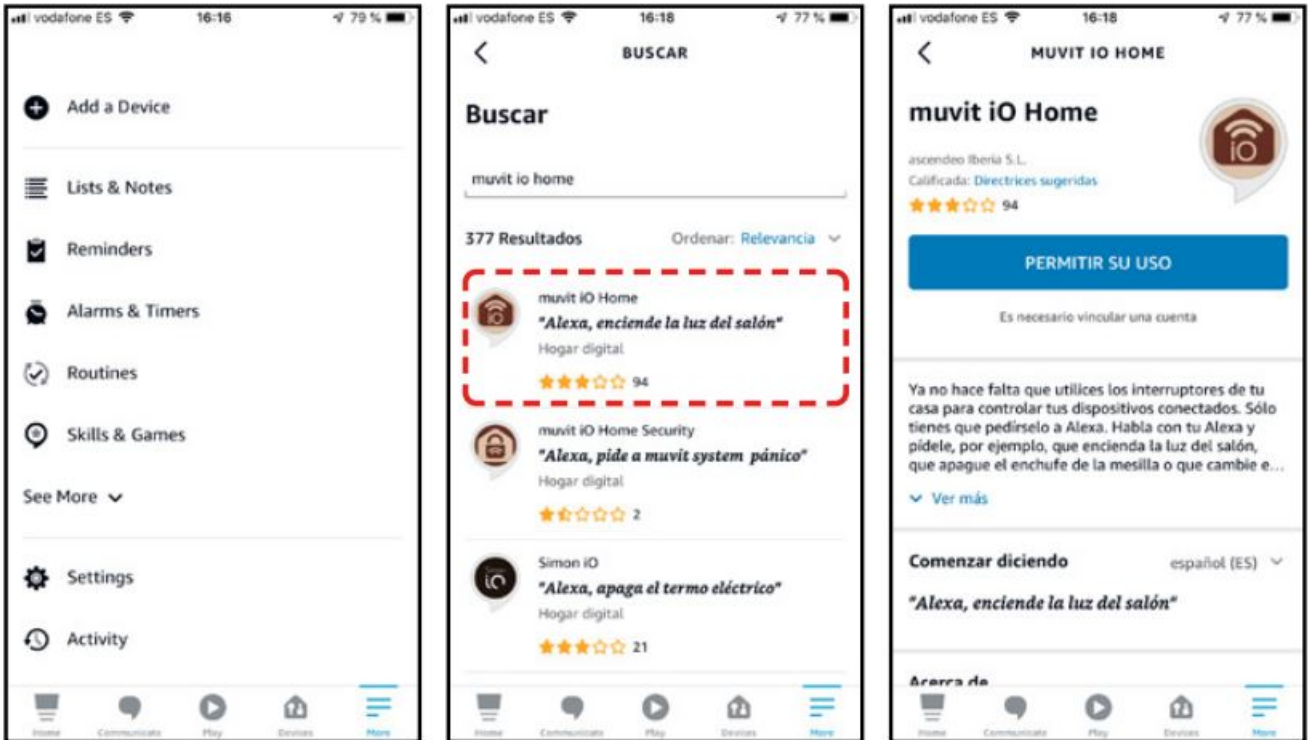 vodafone ES 16:16 79 %
Add a Device
Lists & Notes
Reminders
Alarms & Timers
Routines
Skills & Games
See More
Settings
Activity
Home Communicate Play Devices More
vodafone ES 16:18 77 %
BUSCAR
Buscar
muvit io home
377 Resultados Ordenar: Relevancia
iO
muvit iO Home
"Alexa, enciende la luz del salón"
Hogar digital
94
muvit iO Home Security
"Alexa, pide a muvit system pánico"
Hogar digital
2
iO
Simon iO
"Alexa, apaga el termo eléctrico"
Hogar digital
21
Home Communicate Play Devices More
vodafone ES 16:18 77 %
MUVIT IO HOME
muvit iO Home
iO
ascendeo Iberia S.L.
Calificada: Directrices sugeridas
94
PERMITIR SU USO
Es necesario vincular una cuenta
Ya no hace falta que utilices los interruptores de tu
casa para controlar tus dispositivos conectados. Sólo
tienes que pedírselo a Alexa. Habla con tu Alexa y
pídele, por ejemplo, que encienda la luz del salón,
que apague el enchufe de la mesilla o que cambie e...
Ver más
Comenzar diciendo español (ES)
"Alexa, enciende la luz del salón"
Acerca de
Home Communicate Play Devices More